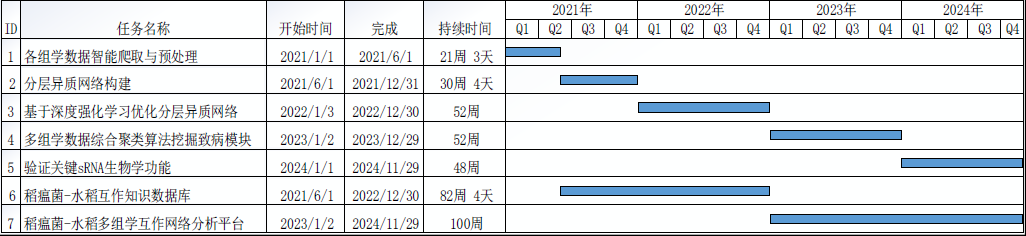 ID 任务名称 开始时间 完成 持续时间 2021年 2022年 2023年 2024年
Q1 Q2 Q3 Q4 Q1 Q2 Q3 Q4 Q1 Q2 Q3 Q4 Q1 Q2 Q3 Q4
1 各组学数据智能爬取与预处理 2021/1/1 2021/6/1 21周 3天
2 分层异质网络构建 2021/6/1 2021/12/31 30周 4天
3 基于深度强化学习优化分层异质网络 2022/1/3 2022/12/30 52周
4 多组学数据综合聚类算法挖掘致病模块 2023/1/2 2023/12/29 52周
5 验证关键sRNA生物学功能 2024/1/1 2024/11/29 48周
6 稻瘟菌-水稻互作知识数据库 2021/6/1 2022/12/30 82周 4天
7 稻瘟菌-水稻多组学互作网络分析平台 2023/1/2 2024/11/29 100周